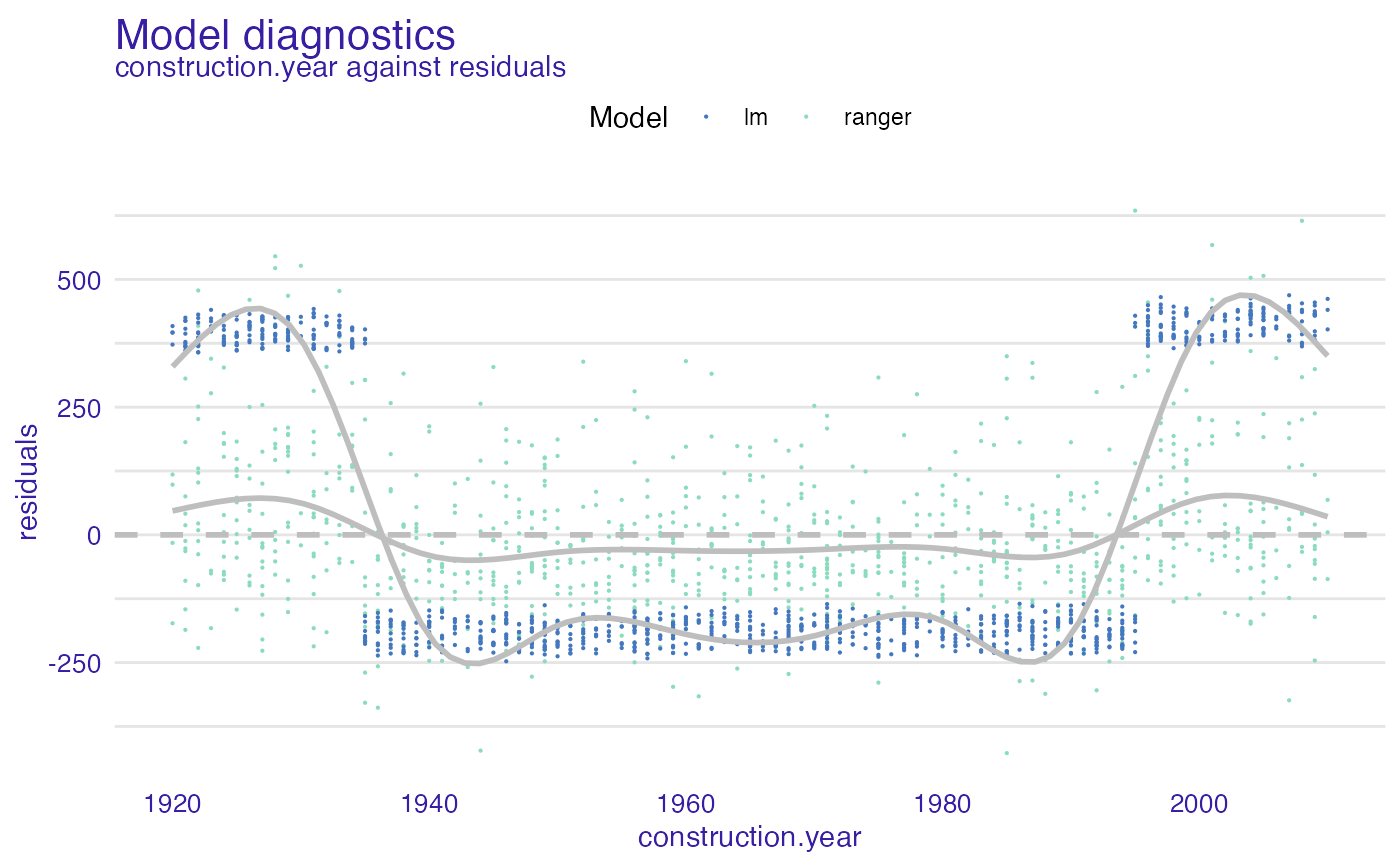 Model diagnostics
construction.year against residuals
Model lm ranger
500
250
0
-250
residuals
1920 1940 1960 1980 2000
construction.year